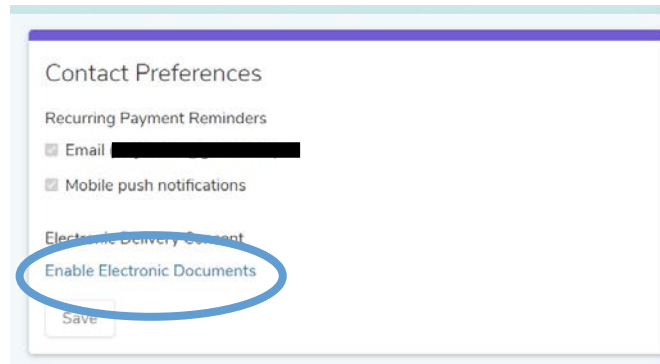 Contact Preferences
Recurring Payment Reminders
Email (
Mobile push notifications
Electronic Delivery Consent
Enable Electronic Documents
Save